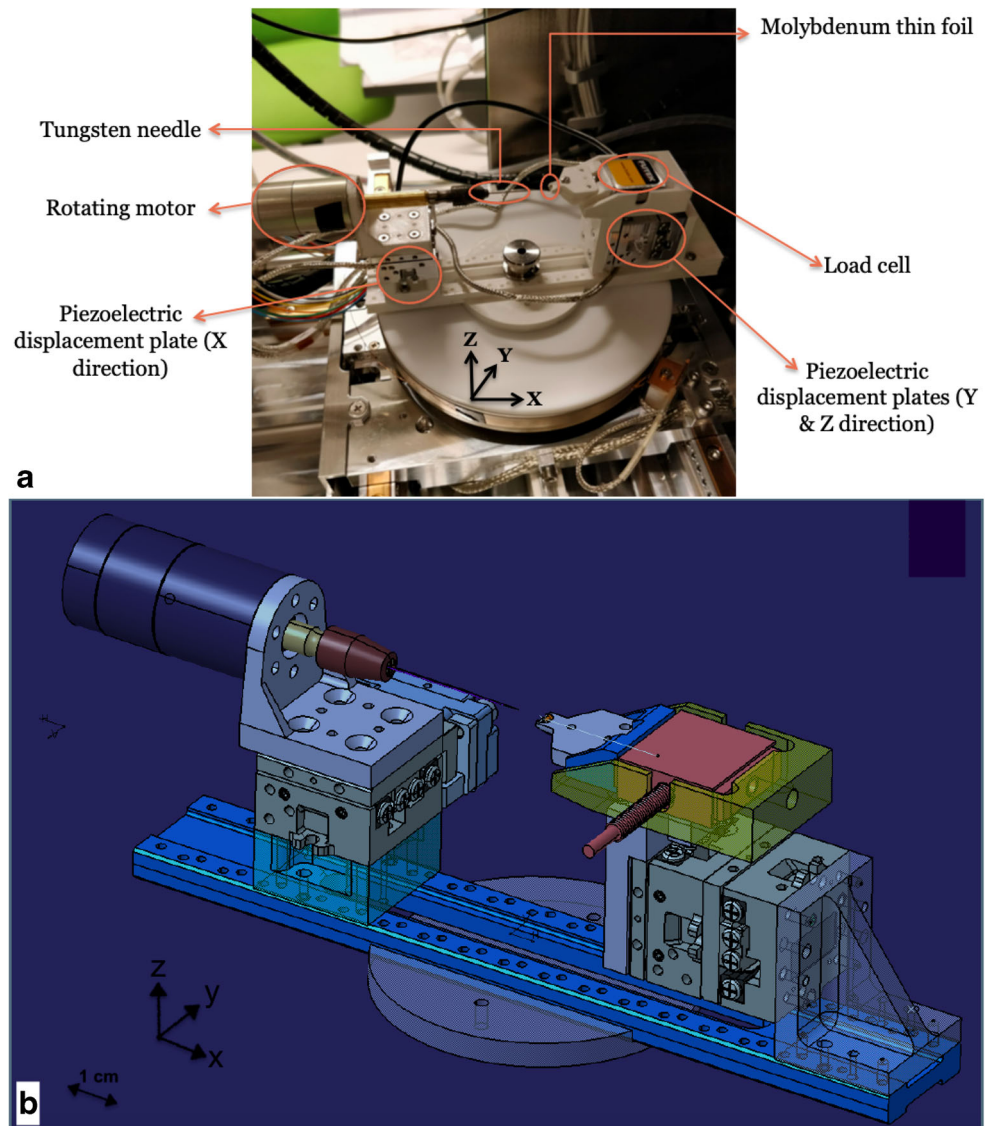 Molybdenum thin foil
Tungsten needle
Rotating motor
Load cell
Piezoelectric
displacement plate (X
direction)
Piezoelectric
displacement plates (Y
& Z direction)
Z
Y
X
a
z
y
x
1 cm
b